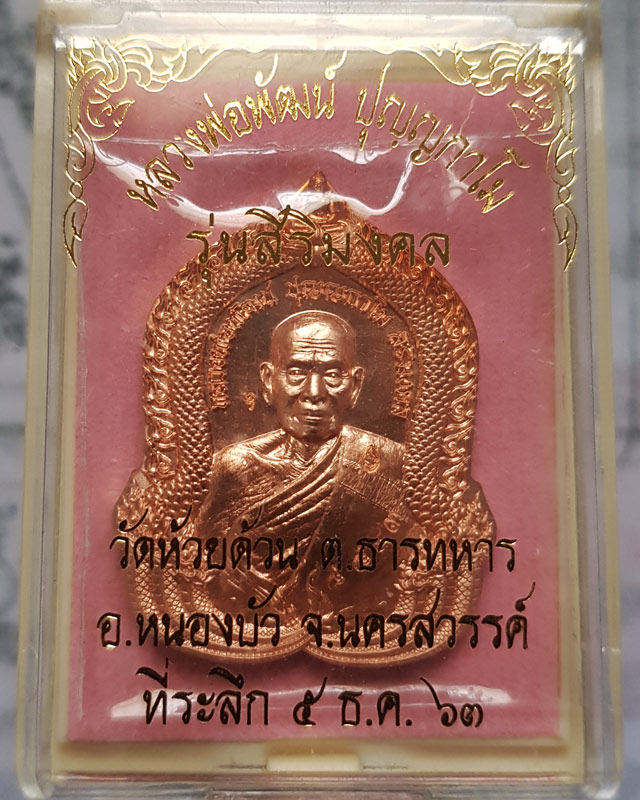 หลวงพ่อพัฒน์ ปุญฺญกาโม
รุ่นสิริมงคล
วัดห้วยด้วน ต.ธารทหาร
อ.หนองบัว จ.นครสวรรค์
ที่ระลึก ๕ ธ.ค. ๖๓